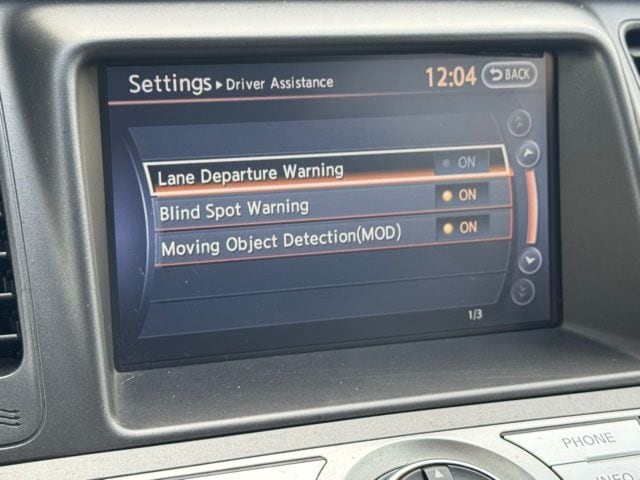 Settings ▸ Driver Assistance 12:04 BACK
Lane Departure Warning ON
Blind Spot Warning ON
Moving Object Detection(MOD) ON
1/3
PHONE
INFO